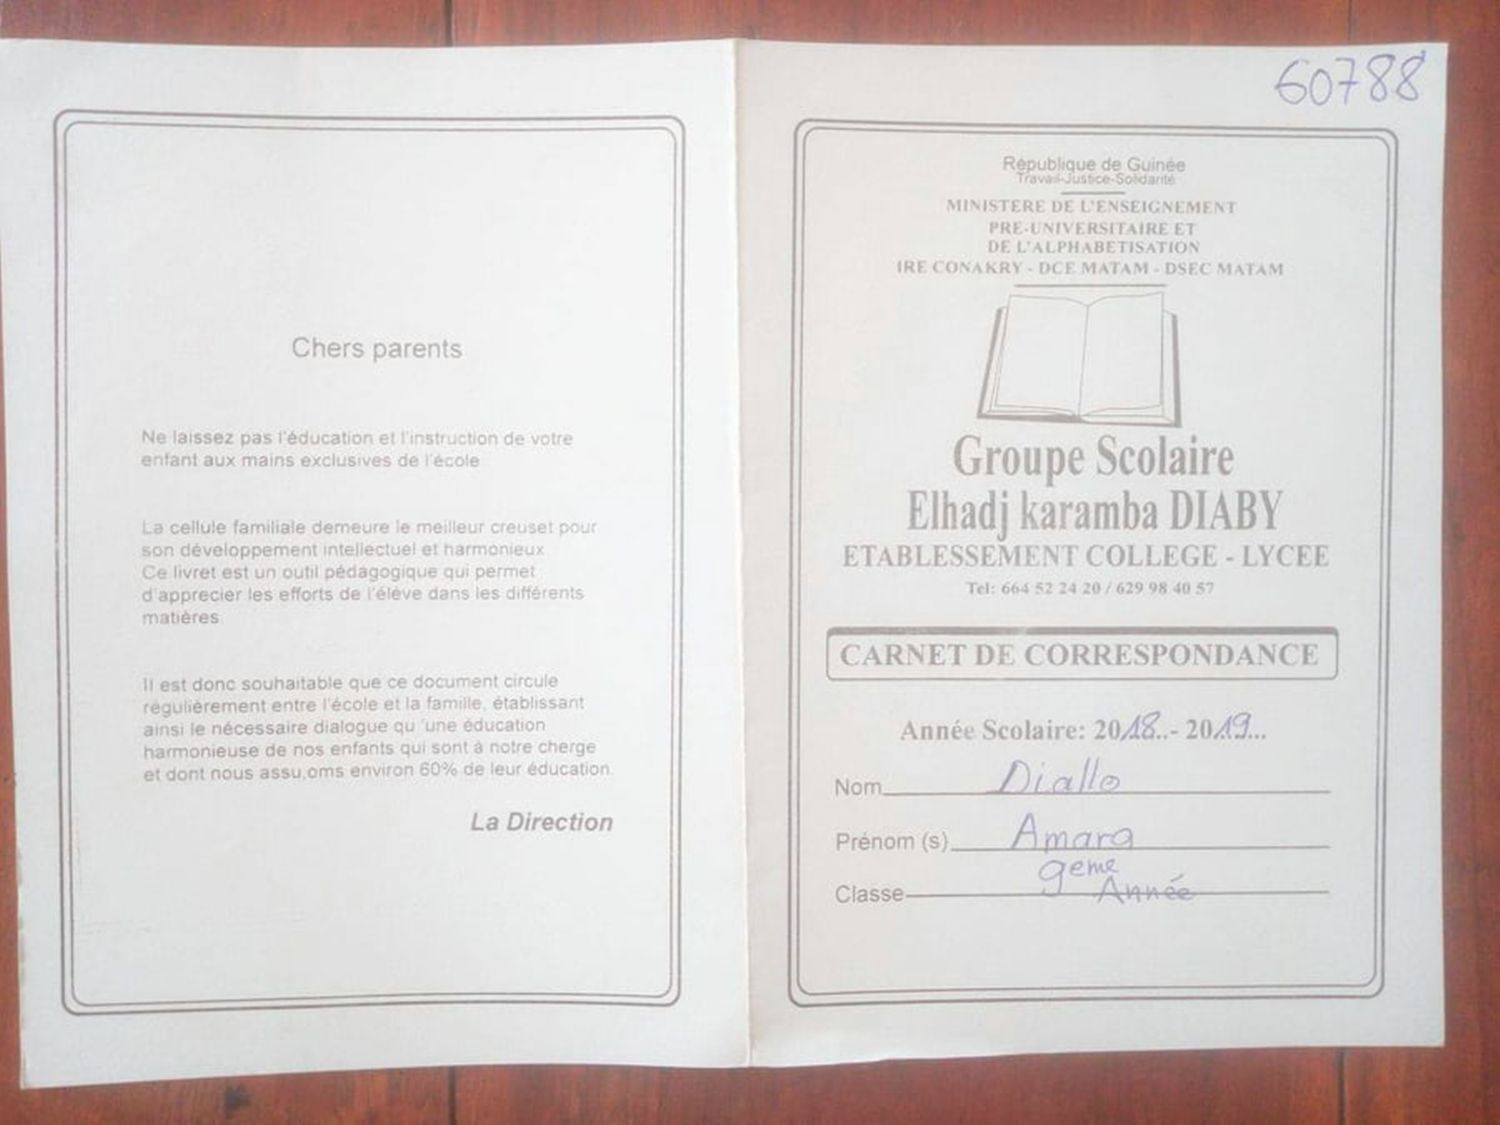 Chers parents
Ne laissez pas l'éducation et l'instruction de votre
enfant aux mains exclusives de l'école
La cellule familiale demeure le meilleur creuset pour
son développement intellectuel et harmonieux
Ce livret est un outil pédagogique qui permet
d'apprecier les efforts de l'élève dans les différents
matières
Il est donc souhaitable que ce document circule
régulièrement entre l'école et la famille, établissant
ainsi le nécessaire dialogue qu 'une éducation
harmonieuse de nos enfants qui sont à notre cherge
et dont nous assu,oms environ 60% de leur éducation.
La Direction
60788
République de Guinée
Travail-Justice-Solidarité
MINISTERE DE L'ENSEIGNEMENT
PRE-UNIVERSITAIRE ET
DE L'ALPHABETISATION
IRE CONAKRY - DCE MATAM - DSEC MATAM
Groupe Scolaire
Elhadj karamba DIABY
ETABLESSEMENT COLLEGE - LYCEE
Tel: 664 52 24 20 / 629 98 40 57
CARNET DE CORRESPONDANCE
Année Scolaire: 2018..- 2019...
Nom Diallo
Prénom (s) Amara
9eme
Classe Année